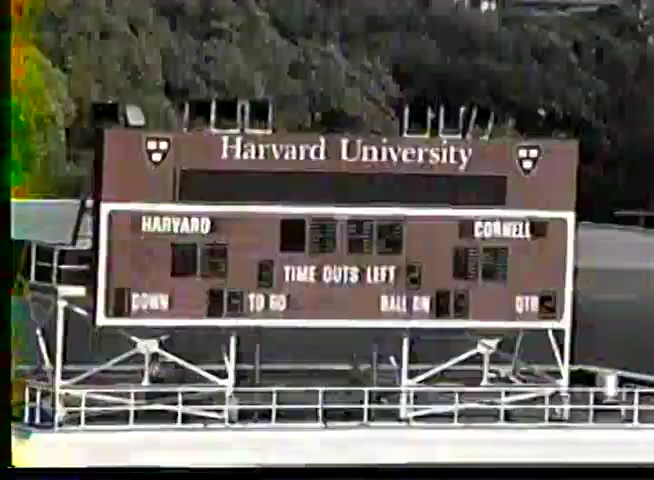 Harvard University
HARVARD CORNELL
TIME OUTS LEFT
DOWN TO GO BALL ON QTR